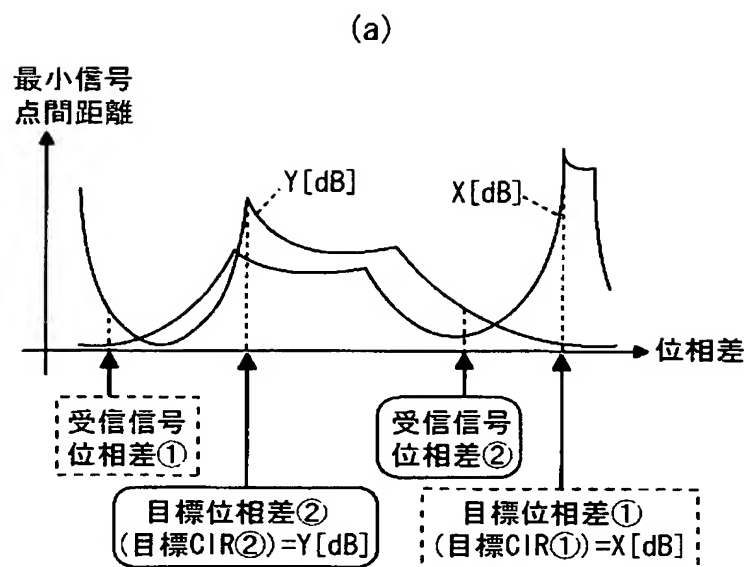 (a)
最小信号
点間距離
Y[dB]
X[dB]
位相差
受信信号
位相差①
受信信号
位相差②
目標位相差②
(目標CIR②)=Y[dB]
目標位相差①
(目標CIR①)=X[dB]